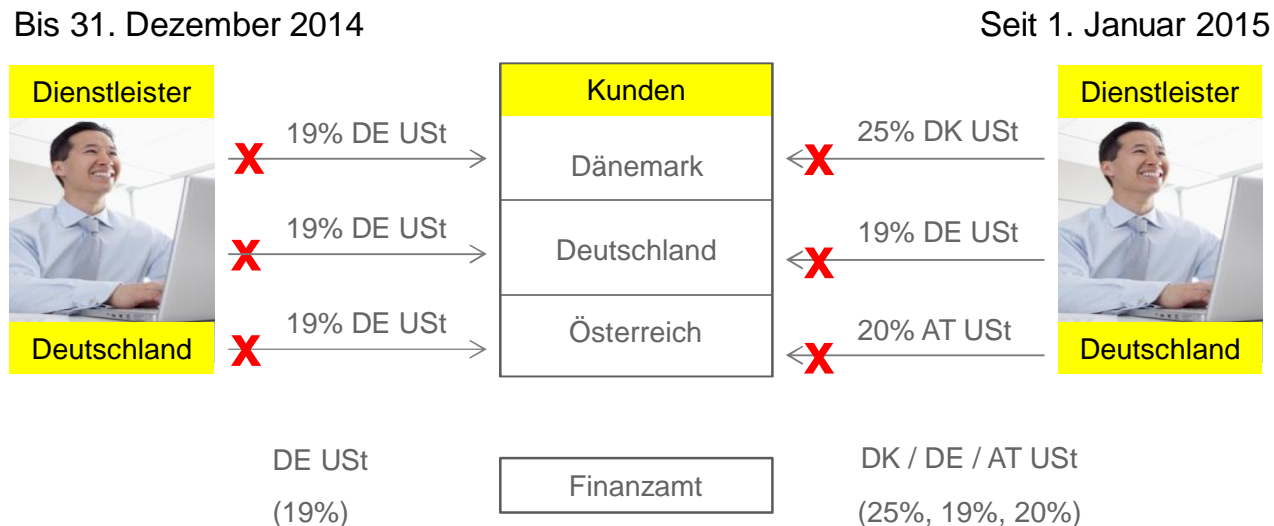 Bis 31. Dezember 2014
Seit 1. Januar 2015
Dienstleister
Kunden
Dienstleister
19% DE USt
Dänemark
25% DK USt
X
X
19% DE USt
Deutschland
19% DE USt
X
X
19% DE USt
Österreich
20% AT USt
X
X
Deutschland
Deutschland
DE USt
(19%)
Finanzamt
DK / DE / AT USt
(25%, 19%, 20%)